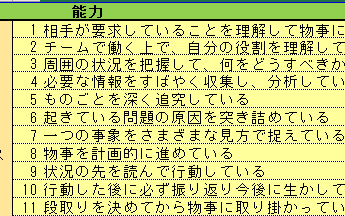 能力
1 相手が要求していることを理解して物事に
2 チームで働く上で、自分の役割を理解して
3 周囲の状況を把握して、何をどうすべきか
4 必要な情報をすばやく収集し、分析してい
5 ものごとを深く追究している
6 起きている問題の原因を突き詰めている
7 一つの事象をさまざまな見方で捉えている
8 物事を計画的に進めている
9 状況の先を読んで行動している
10 行動した後に必ず振り返り今後に生かして
11 段取りを決めてから物事に取り掛かってい